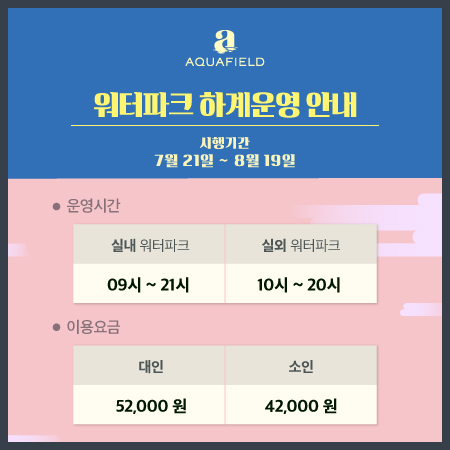 a
AQUAFIELD
워터파크 하계운영 안내
시행기간
7월 21일 ~ 8월 19일
● 운영시간
실내 워터파크 실외 워터파크
09시 ~ 21시 10시 ~ 20시
● 이용요금
대인 소인
52,000 원 42,000 원